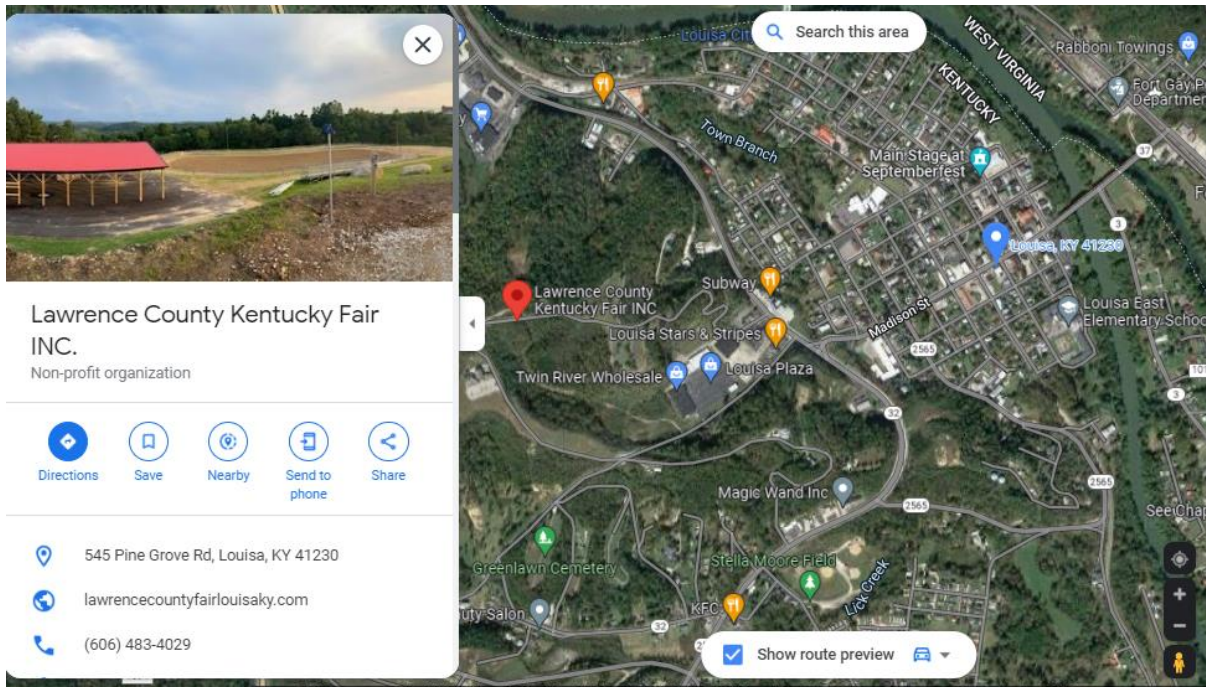 Lawrence County Kentucky Fair
INC.
Non-profit organization
Directions
Save
Nearby
Send to
phone
Share
545 Pine Grove Rd, Louisa, KY 41230
lawrencecountyfairlouisaky.com
(606) 483-4029
Search this area
WEST VIRGINIA
KENTUCKY
Rabboni Towings
Fort Gay
Town Branch
Main Stage at
Septemberfest
37
3
Louisa, KY 41230
Subway
Lawrence County
Kentucky Fair INC
Louisa Stars & Stripes
Madison St
Louisa East
Elementary
2565
Twin River Wholesale
Louisa Plaza
3
32
2565
Magic Wand Inc
2565
Greenlawn Cemetery
Stella Moore Field
Lick Creek
Salon
KFC
32
Show route preview